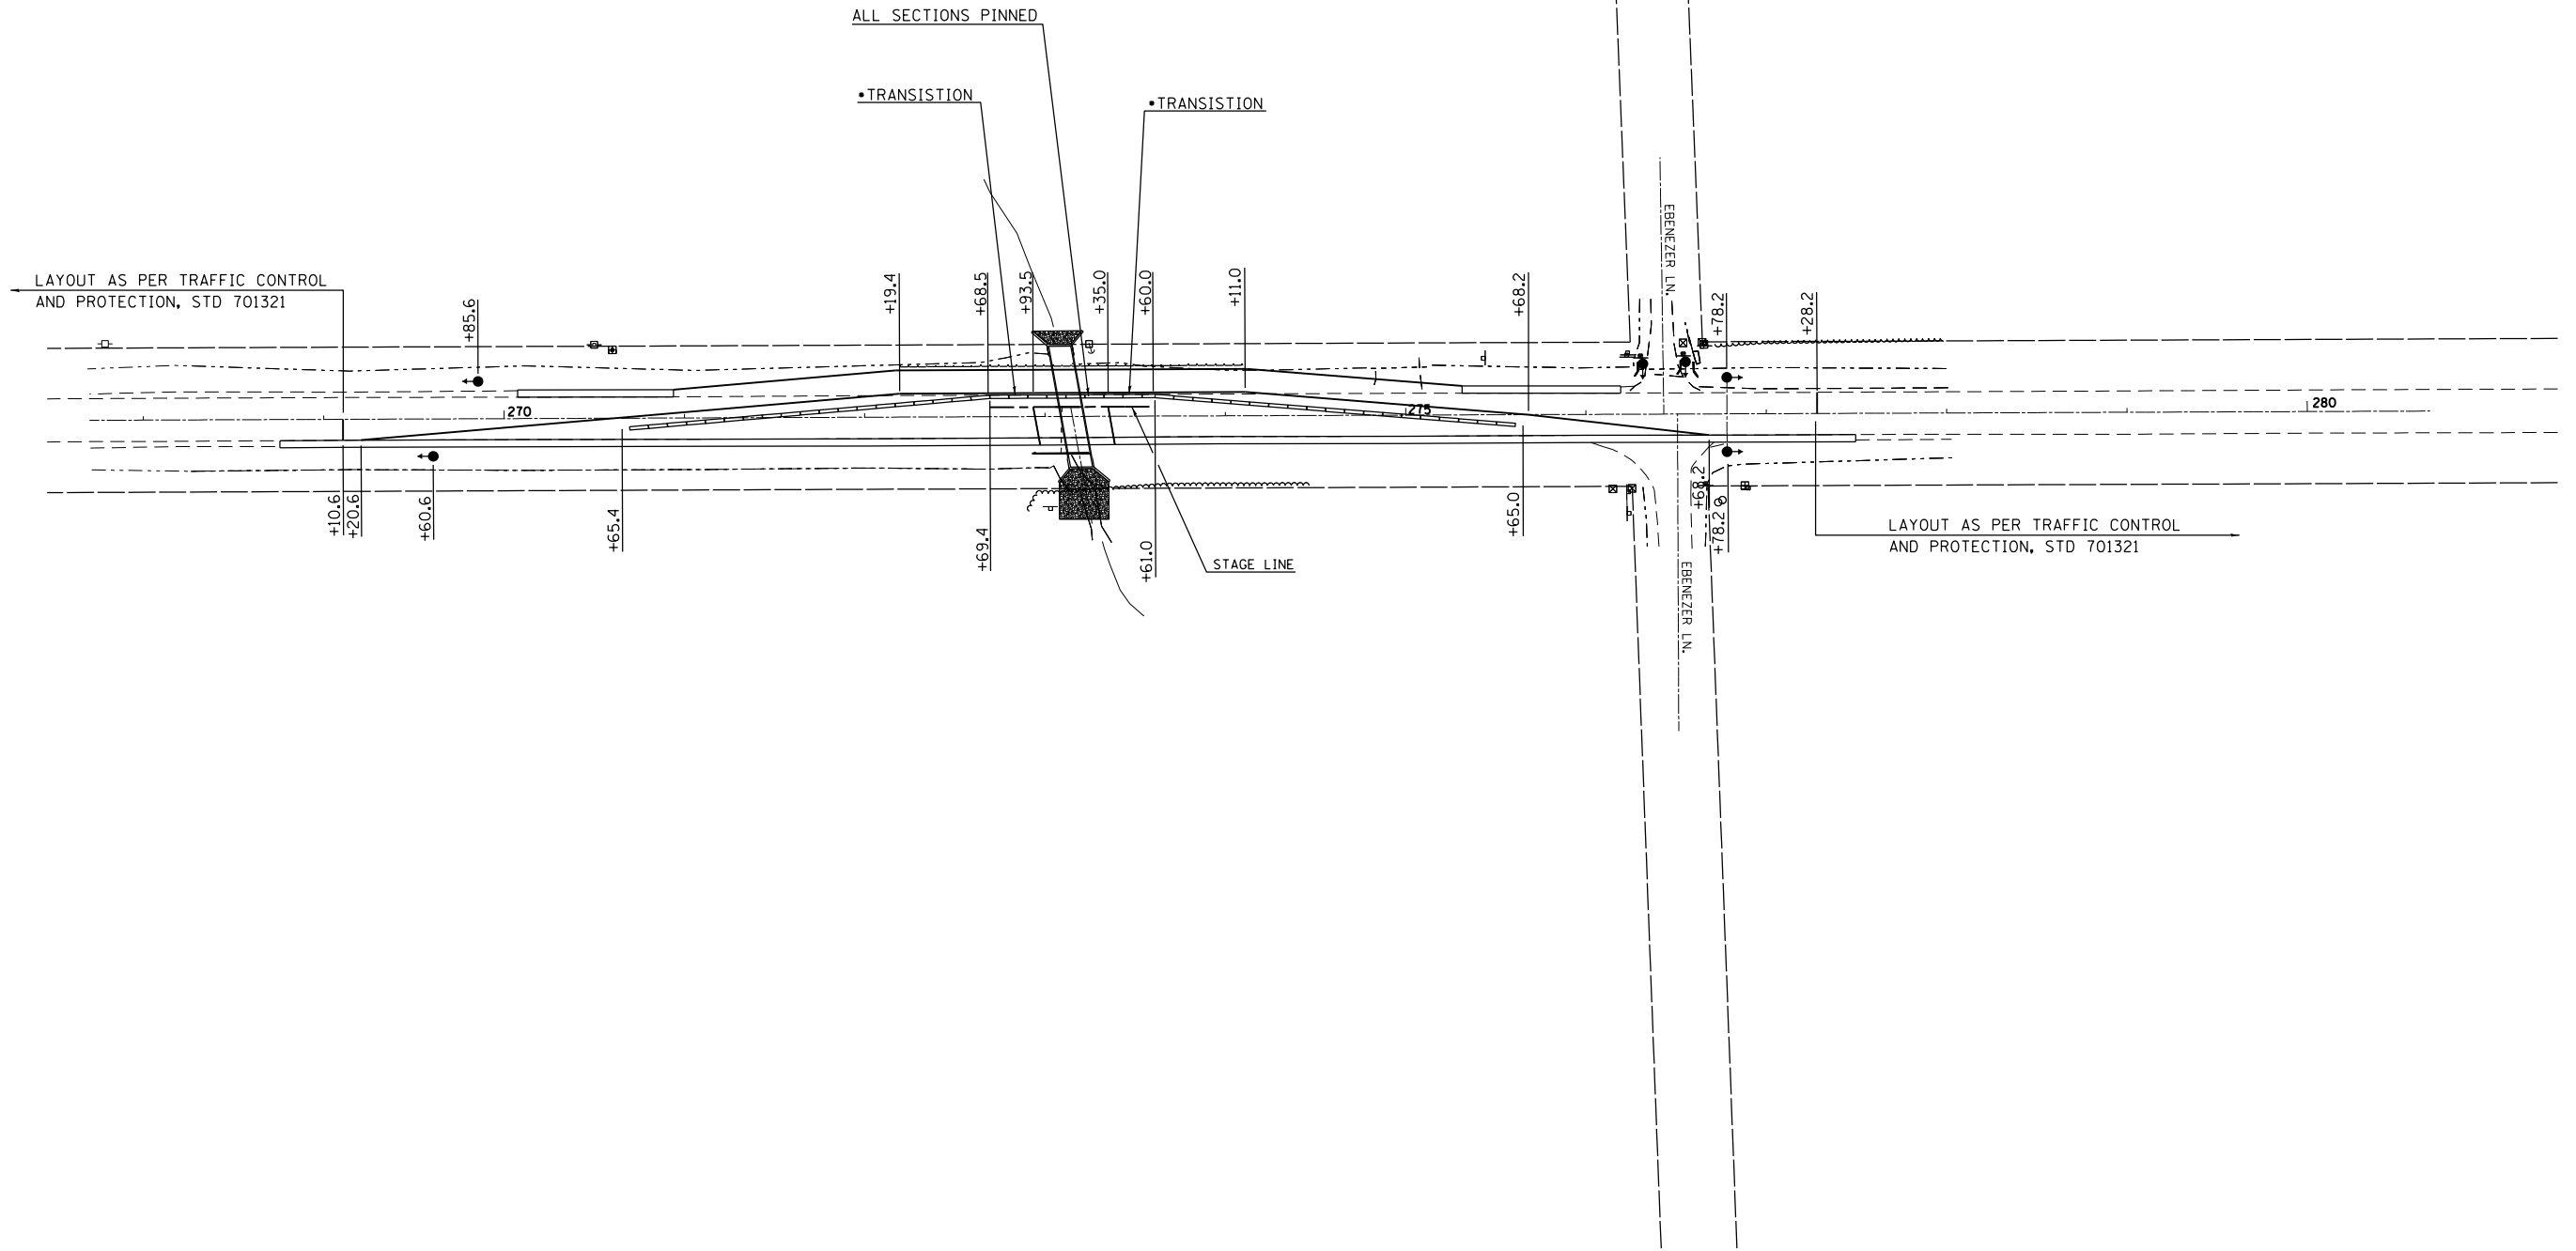 ALL SECTIONS PINNED
•TRANSISTION
•TRANSISTION
EBENEZER LN.
LAYOUT AS PER TRAFFIC CONTROL
AND PROTECTION, STD 701321
+85.6
+19.4
+68.5
+93.5
+35.0
+60.0
+11.0
+68.2
+78.2
+28.2
270
275
280
+10.6
+20.6
+60.6
+65.4
+69.4
+61.0
+65.0
+68.2
+78.2
STAGE LINE
LAYOUT AS PER TRAFFIC CONTROL
AND PROTECTION, STD 701321
EBENEZER LN.